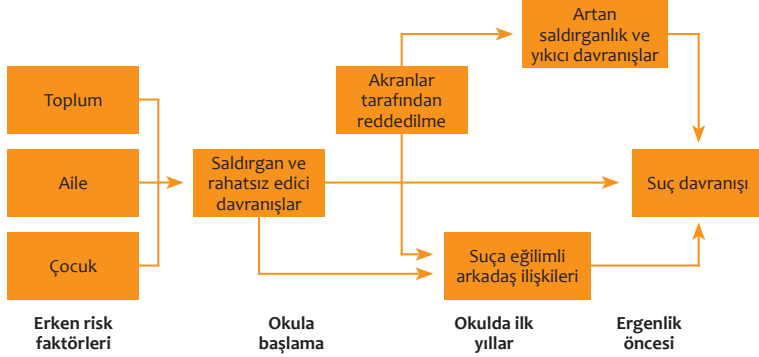 Toplum
Aile
Çocuk
Saldırgan ve
rahatsız edici
davranışlar
Akranlar
tarafından
reddedilme
Artan
saldırganlık ve
yıkıcı davranışlar
Suça eğilimli
arkadaş ilişkileri
Suç davranışı
Erken risk
faktörleri
Okula
başlama
Okulda ilk
yıllar
Ergenlik
öncesi